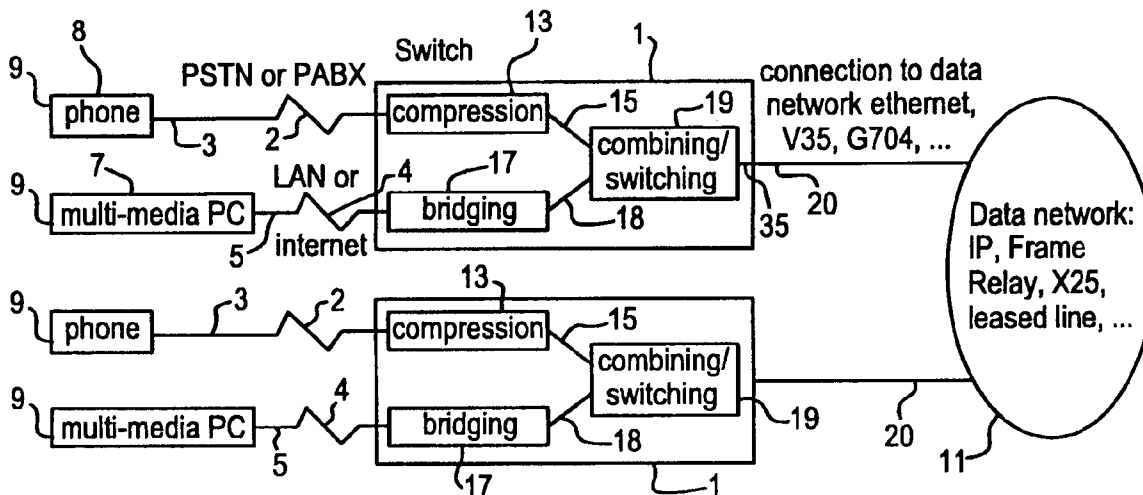 8
13
1
Switch
9
PSTN or PABX
connection to data
network ethernet,
V35, G704, ...
phone
compression
15
19
3
2
combining/
switching
7
LAN or
4
17
9
multi-media PC
bridging
18
35
20
5
internet
Data network:
IP, Frame
Relay, X25,
leased line, ...
13
9
3
2
phone
compression
15
combining/
switching
9
4
multi-media PC
bridging
18
19
20
5
17
1
11